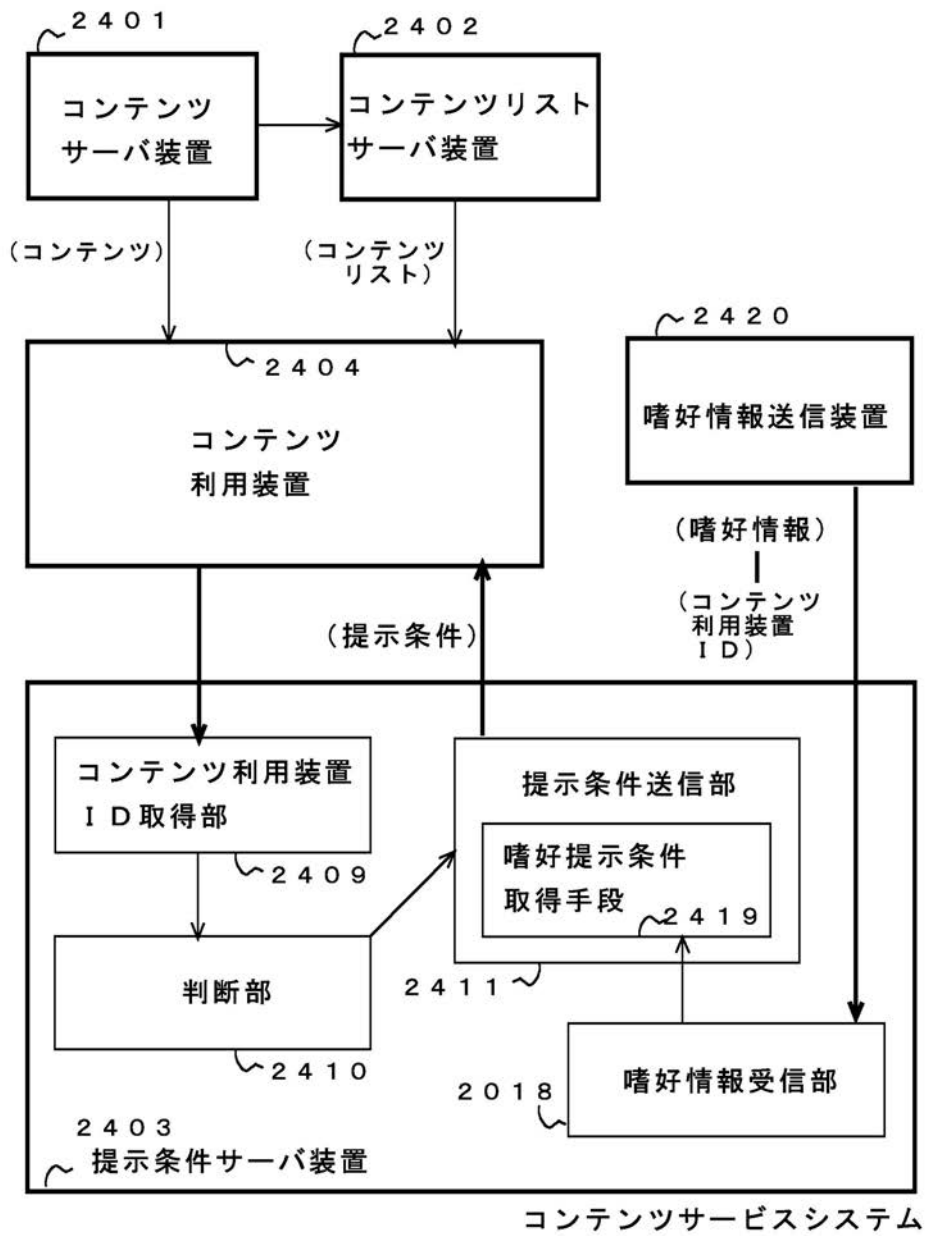 ２４０１
２４０２
コンテンツ
サーバ装置
コンテンツリスト
サーバ装置
（コンテンツ）
（コンテンツ
リスト）
２４０４
２４２０
コンテンツ
利用装置
嗜好情報送信装置
（嗜好情報）
（コンテンツ
利用装置
ＩＤ）
（提示条件）
コンテンツ利用装置
ＩＤ取得部
２４０９
提示条件送信部
嗜好提示条件
取得手段
２４１９
２４１１
判断部
２４１０
嗜好情報受信部
２０１８
２４０３
提示条件サーバ装置
コンテンツサービスシステム